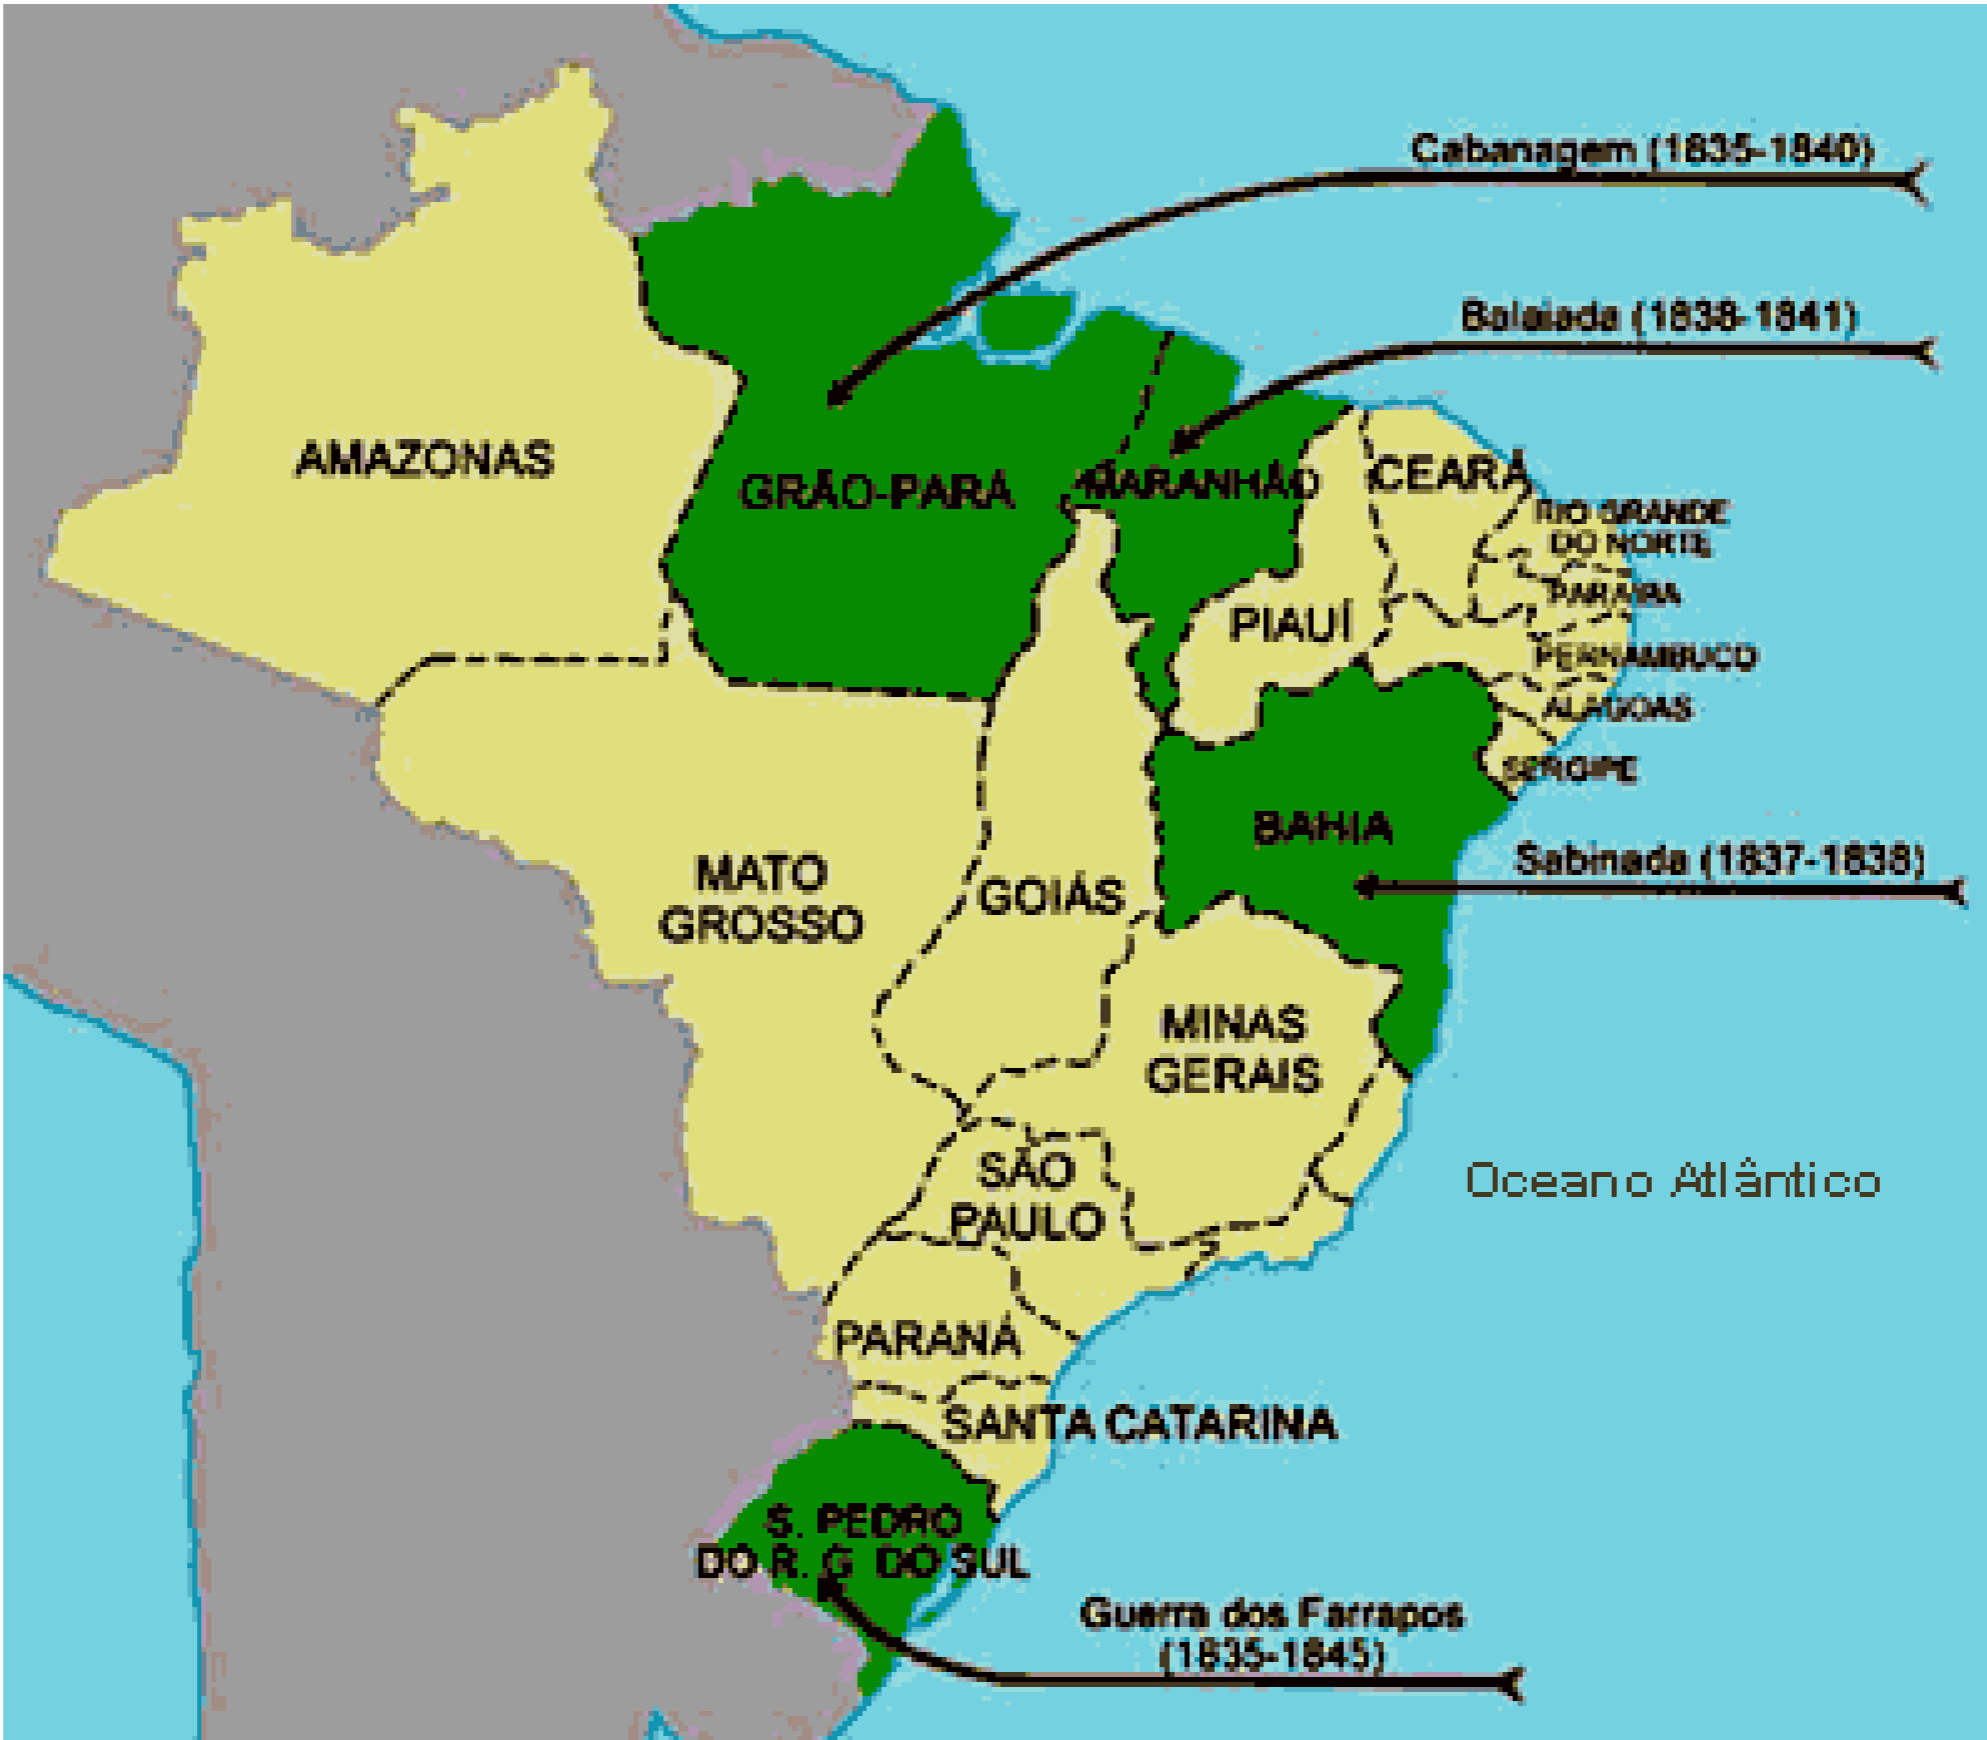 Cabanagem (1835-1840)
Balaiada (1838-1841)
AMAZONAS
GRÃO-PARÁ
MARANHÃO
CEARÁ
RIO GRANDE
DO NORTE
PARAÍBA
PIAUÍ
PERNAMBUCO
ALAGOAS
SERGIPE
BAHIA
Sabinada (1837-1838)
MATO
GROSSO
GOIÁS
MINAS
GERAIS
SÃO
PAULO
Oceano Atlântico
PARANÁ
SANTA CATARINA
S. PEDRO
DO R. G DO SUL
Guerra dos Farrapos
(1835-1845)